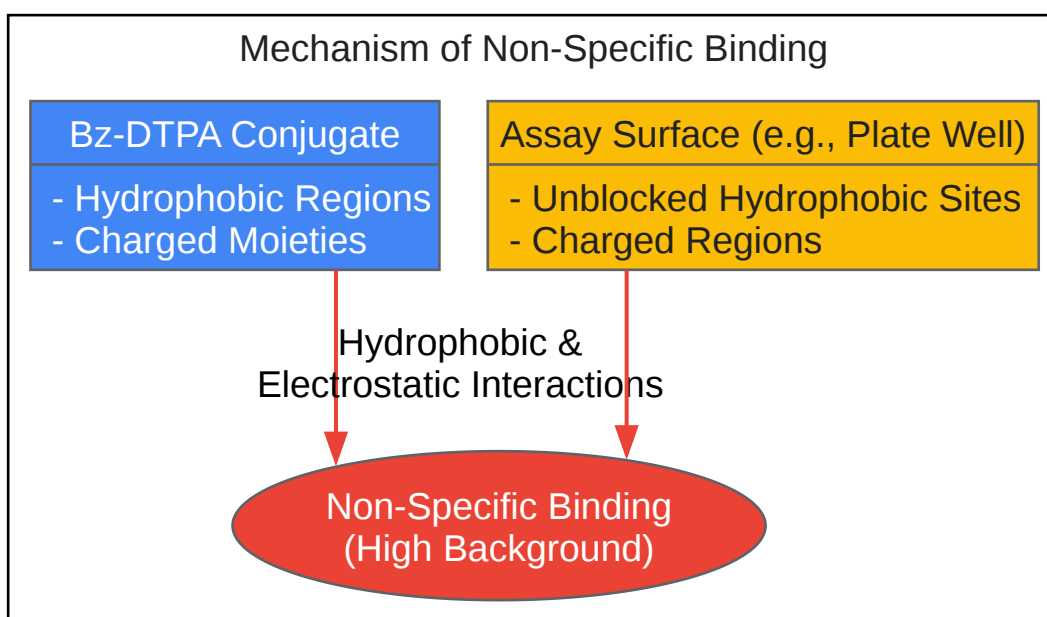 Mechanism of Non-Specific Binding
Bz-DTPA Conjugate
- Hydrophobic Regions
- Charged Moieties
Assay Surface (e.g., Plate Well)
- Unblocked Hydrophobic Sites
- Charged Regions
Hydrophobic &
Electrostatic Interactions
Non-Specific Binding
(High Background)